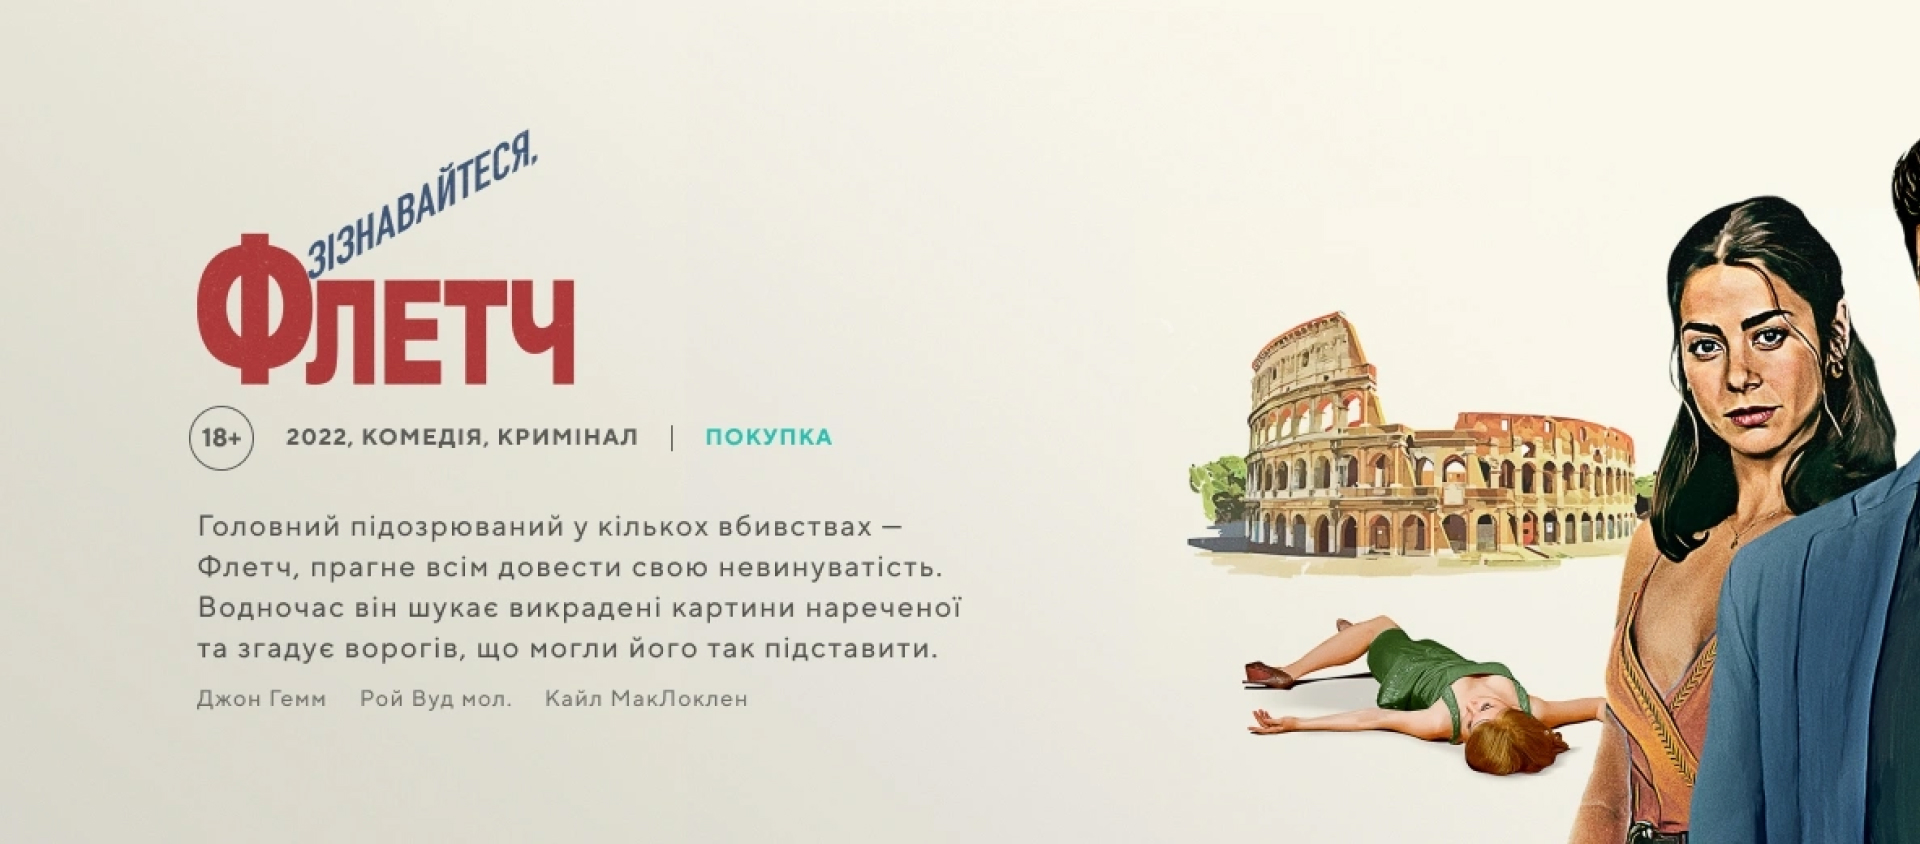 ЗІЗНАВАЙТЕСЯ,
ФЛЕТЧ
18+ 2022, КОМЕДІЯ, КРИМІНАЛ | ПОКУПКА
Головний підозрюваний у кількох вбивствах —
Флетч, прагне всім довести свою невинуватість.
Водночас він шукає викрадені картини нареченої
та згадує ворогів, що могли його так підставити.
Джон Гемм Рой Вуд мол. Кайл МакЛоклен